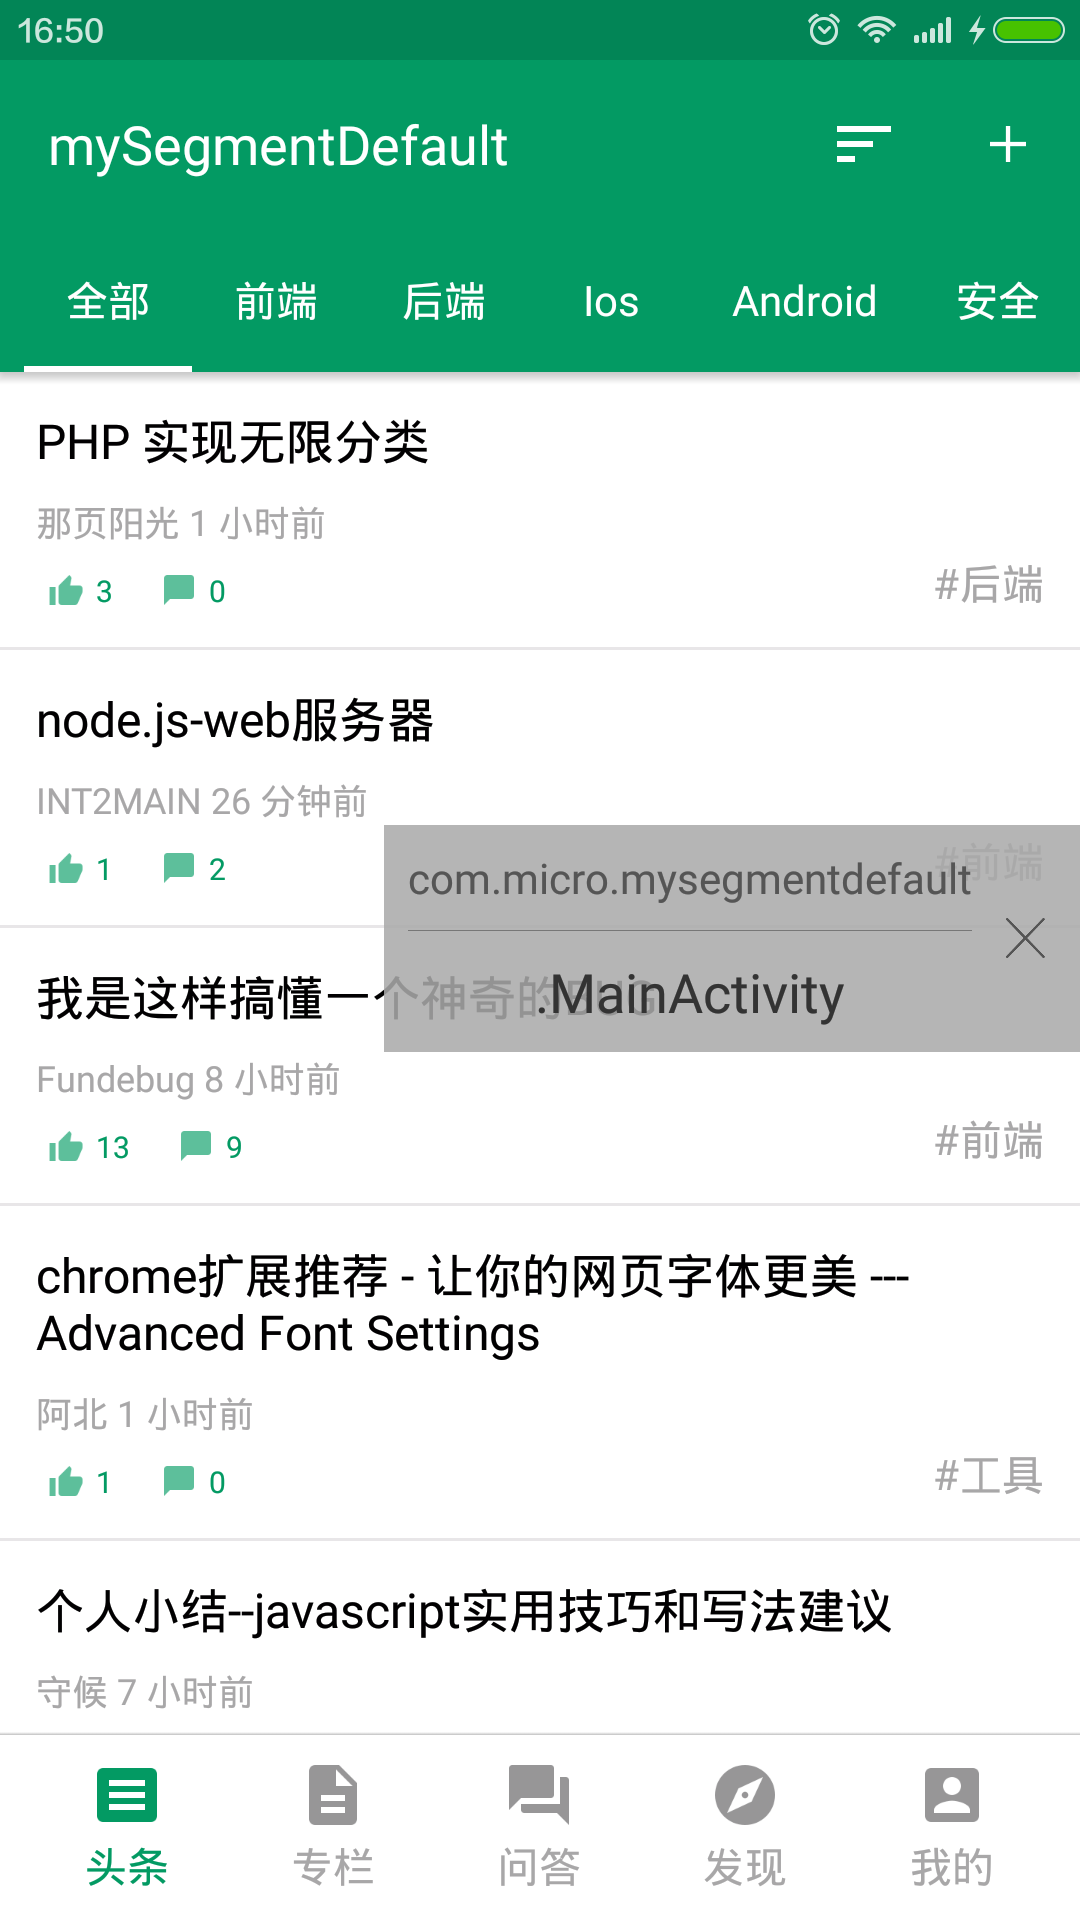 16:50
mySegmentDefault
全部 前端 后端 Ios Android 安全
PHP 实现无限分类
那页阳光 1 小时前
3 0 #后端
node.js-web服务器
INT2MAIN 26 分钟前
1 2 #前端
com.micro.mysegmentdefault
.MainActivity
我是这样搞懂一个神奇的BUG
Fundebug 8 小时前
13 9 #前端
chrome扩展推荐 - 让你的网页字体更美 ---
Advanced Font Settings
阿北 1 小时前
1 0 #工具
个人小结--javascript实用技巧和写法建议
守候 7 小时前
头条 专栏 问答 发现 我的